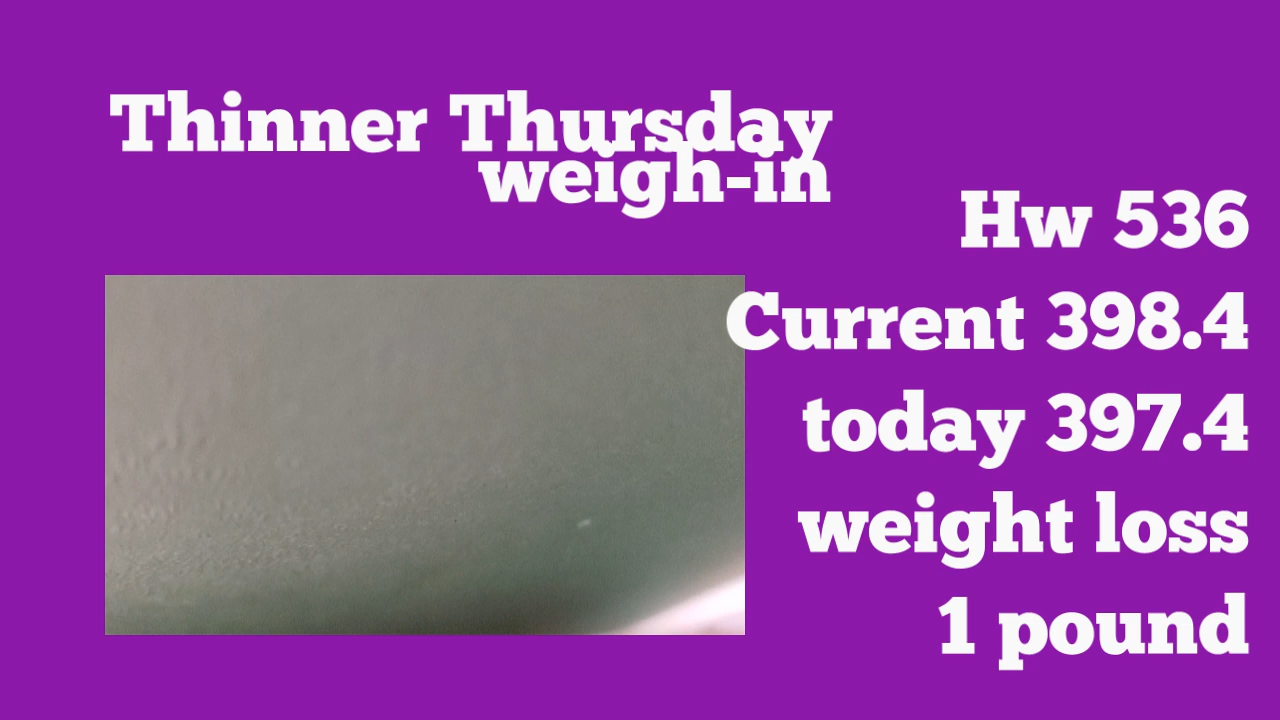 Thinner Thursday
weigh-in
Hw 536
Current 398.4
today 397.4
weight loss
1 pound